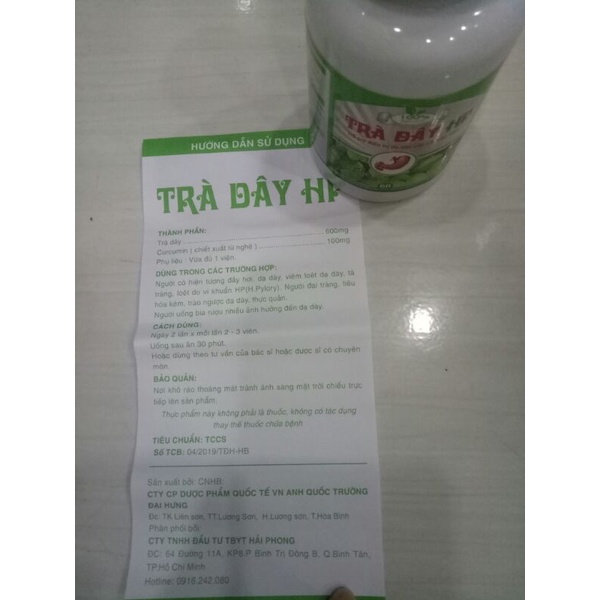 HƯỚNG DẪN SỬ DỤNG
TRÀ DÂY HP
THÀNH PHẦN:
Trà dây 600mg
Curcumin ( chiết xuất từ nghệ ) 100mg
Phụ liệu : Vừa đủ 1 viên.
DÙNG TRONG CÁC TRƯỜNG HỢP:
Người có hiện tượng đầy hơi, dạ dày, viêm loét dạ dày, tá
tràng, loét do vi khuẩn HP(H.Pylory). Người đại tràng, tiêu
hóa kém, trào ngược dạ dày, thực quản.
Người uống bia rượu nhiều ảnh hưởng đến dạ dày.
CÁCH DÙNG:
Ngày 2 lần x mỗi lần 2 - 3 viên.
Uống sau ăn 30 phút.
Hoặc dùng theo tư vấn của bác sĩ hoặc dược sĩ có chuyên
môn.
BẢO QUẢN:
Nơi khô ráo thoáng mát tránh ánh sáng mặt trời chiếu trực
tiếp lên sản phẩm.
Thực phẩm này không phải là thuốc, không có tác dụng
thay thế thuốc chữa bệnh
TIÊU CHUẨN: TCCS
Số TCB: 04/2019/TĐH-HB
Sản xuất bởi: CNHB
CTY CP DƯỢC PHẨM QUỐC TẾ VN ANH QUỐC TRƯỜNG
ĐẠI HƯNG
Đc: TK Liên sơn, TT.Lương Sơn, H.Lương sơn, T.Hòa Bình
Phân phối bởi:
CTY TNHH ĐẦU TƯ TBYT HẢI PHONG
ĐC: 64 Đường 11A, KP8.P. Bình Trị Đông B, Q.Bình Tân,
TP.Hồ Chí Minh
Hotline: 0916.242.080
TRÀ DÂY HP